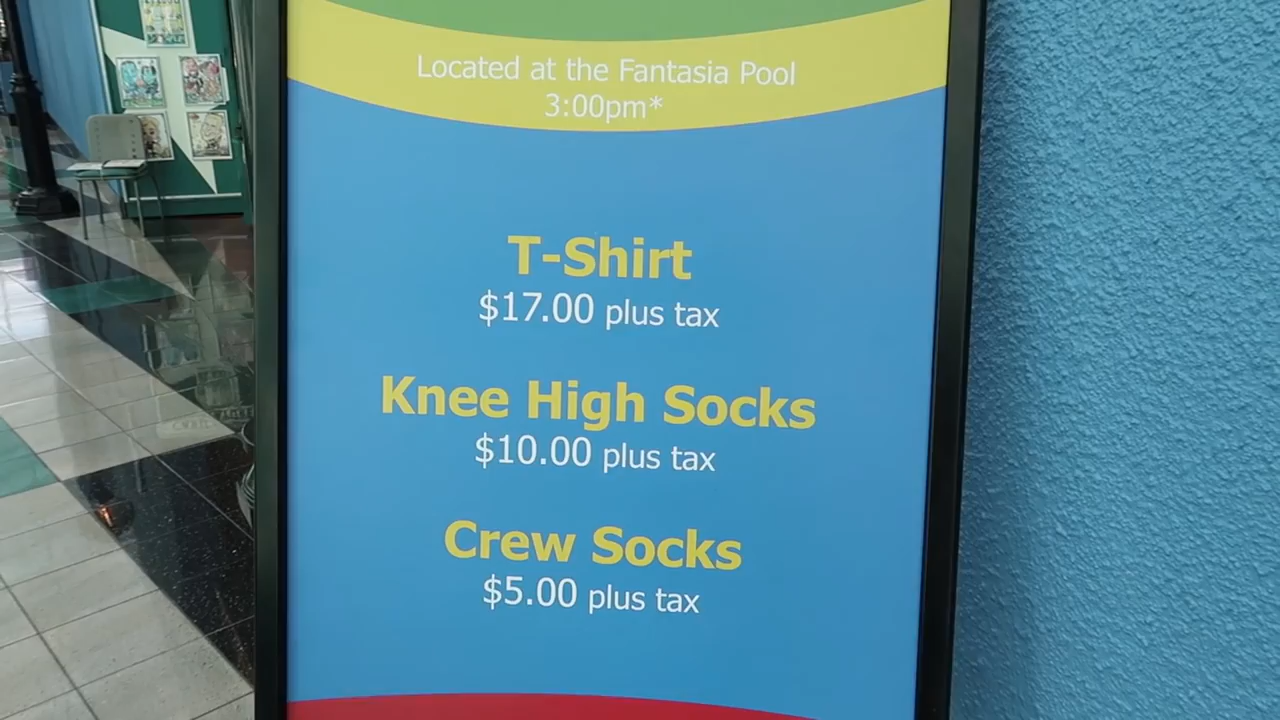 Located at the Fantasia Pool
3:00pm*
T-Shirt
$17.00 plus tax
Knee High Socks
$10.00 plus tax
Crew Socks
$5.00 plus tax